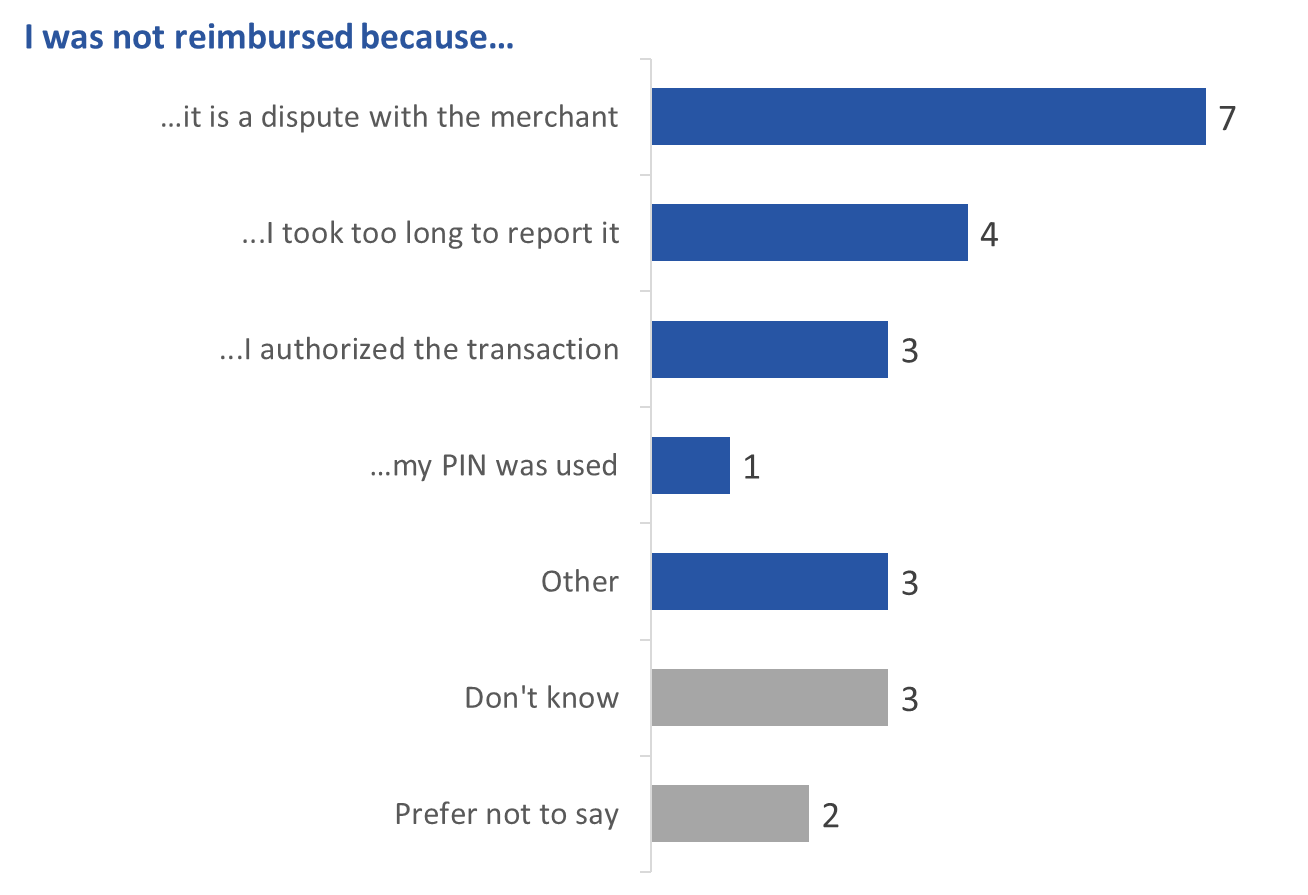 I was not reimbursed because…
…it is a dispute with the merchant
7
…I took too long to report it
4
…I authorized the transaction
3
…my PIN was used
1
Other
3
Don't know
3
Prefer not to say
2